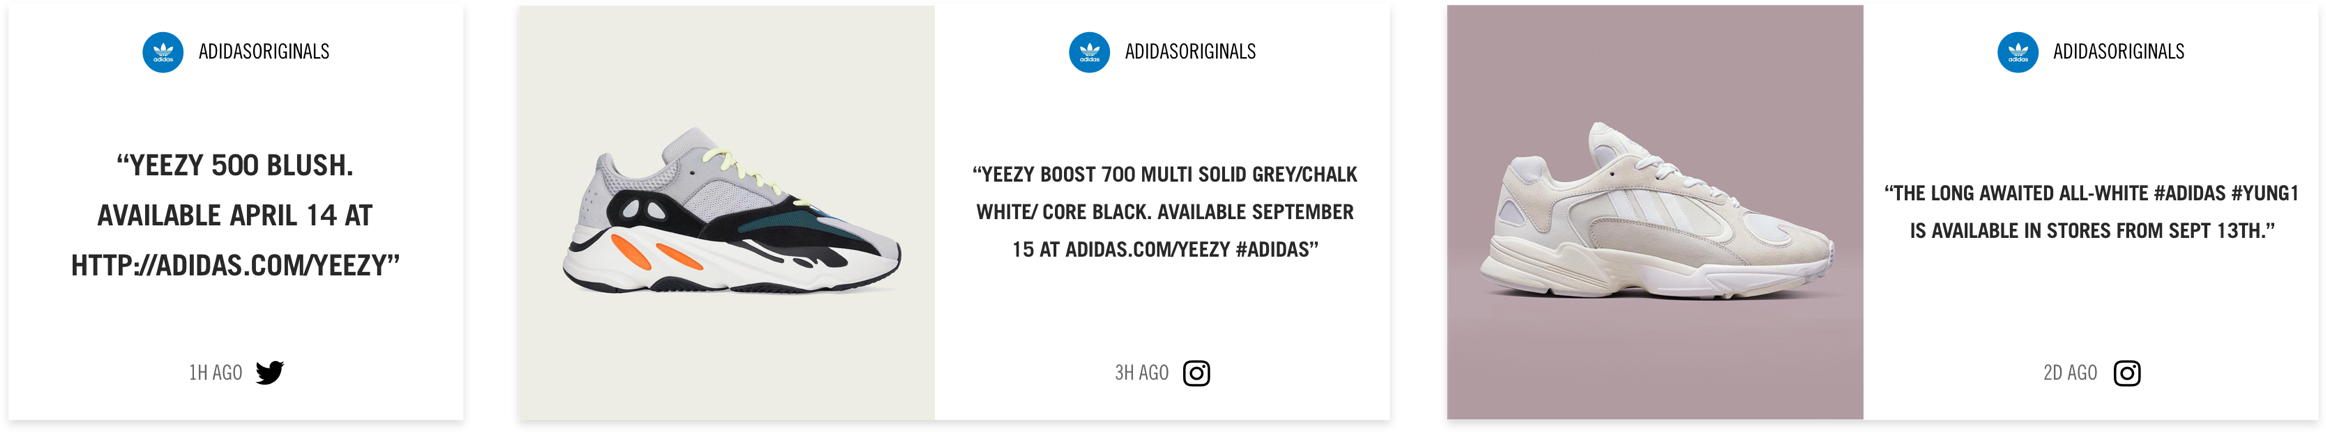 adidas
ADIDASORIGINALS
“YEEZY 500 BLUSH.
AVAILABLE APRIL 14 AT
HTTP://ADIDAS.COM/YEEZY”
1H AGO
adidas
ADIDASORIGINALS
“YEEZY BOOST 700 MULTI SOLID GREY/CHALK
WHITE/ CORE BLACK. AVAILABLE SEPTEMBER
15 AT ADIDAS.COM/YEEZY #ADIDAS”
3H AGO
adidas
ADIDASORIGINALS
“THE LONG AWAITED ALL-WHITE #ADIDAS #YUNG1
IS AVAILABLE IN STORES FROM SEPT 13TH.”
2D AGO